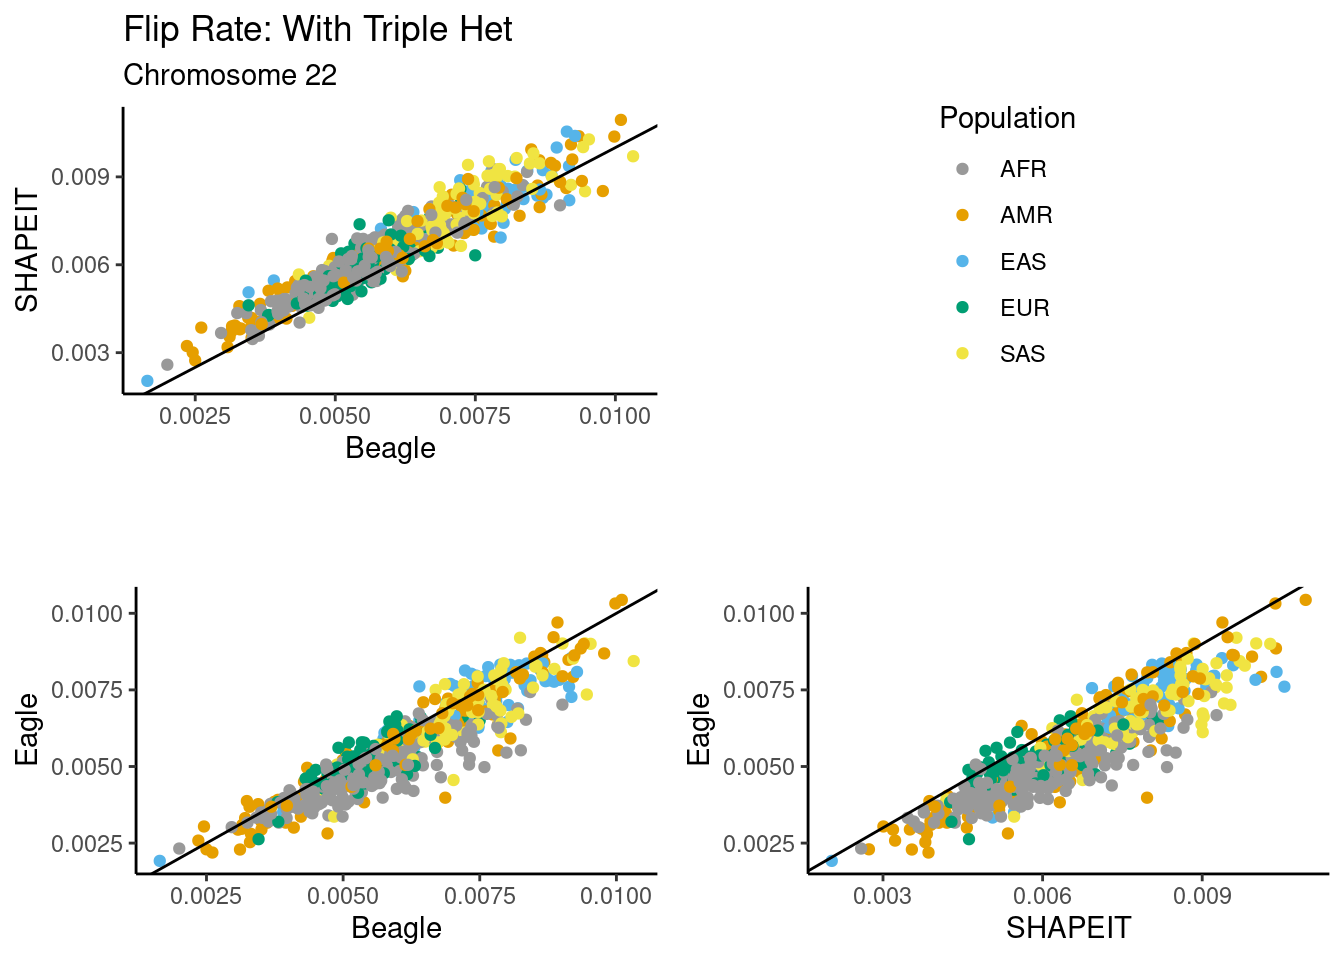 Flip Rate: With Triple Het
Chromosome 22
SHAPEIT
0.009
0.006
0.003
0.0025 0.0050 0.0075 0.0100
Beagle
Population
AFR
AMR
EAS
EUR
SAS
Eagle
0.0100
0.0075
0.0050
0.0025
0.0025 0.0050 0.0075 0.0100
Beagle
Eagle
0.0100
0.0075
0.0050
0.0025
0.003 0.006 0.009
SHAPEIT